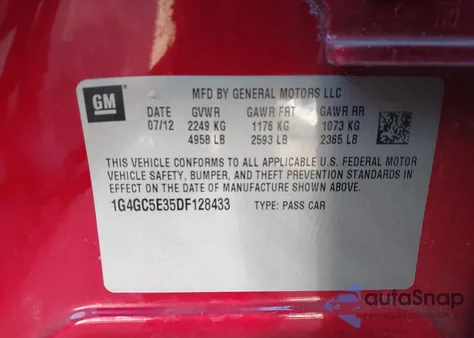 GM
MFD BY GENERAL MOTORS LLC
DATE GVWR GAWR FRT GAWR RR
07/12 2249 KG 1176 KG 1073 KG
4958 LB 2593 LB 2365 LB
THIS VEHICLE CONFORMS TO ALL APPLICABLE U.S. FEDERAL MOTOR
VEHICLE SAFETY, BUMPER, AND THEFT PREVENTION STANDARDS IN
EFFECT ON THE DATE OF MANUFACTURE SHOWN ABOVE.
1G4GC5E35DF128433 TYPE: PASS CAR
autoSnap